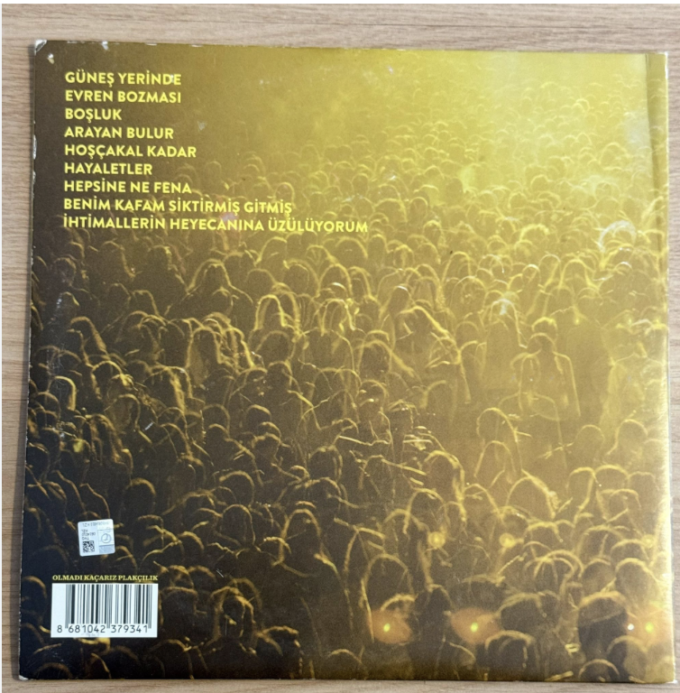 GÜNEŞ YERİNDE
EVREN BOZMASI
BOŞLUK
ARAYAN BULUR
HOŞÇAKAL KADAR
HAYALETLER
HEPSİNE NE FENA
BENİM KAFAM SİKTİRMİŞ GİTMİŞ
İHTİMALLERİN HEYECANINA ÜZÜLÜYORUM
OLMADI KAÇARIZ PLAKÇILIK
8 681042 379341